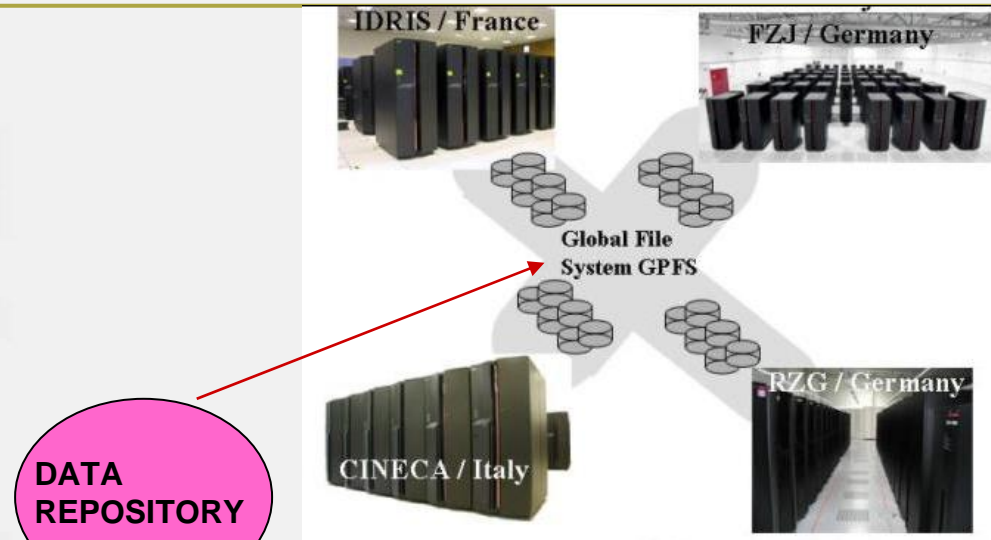 IDRIS / France
FZJ / Germany
Global File
System GPFS
CINECA / Italy
RZG / Germany
DATA
REPOSITORY